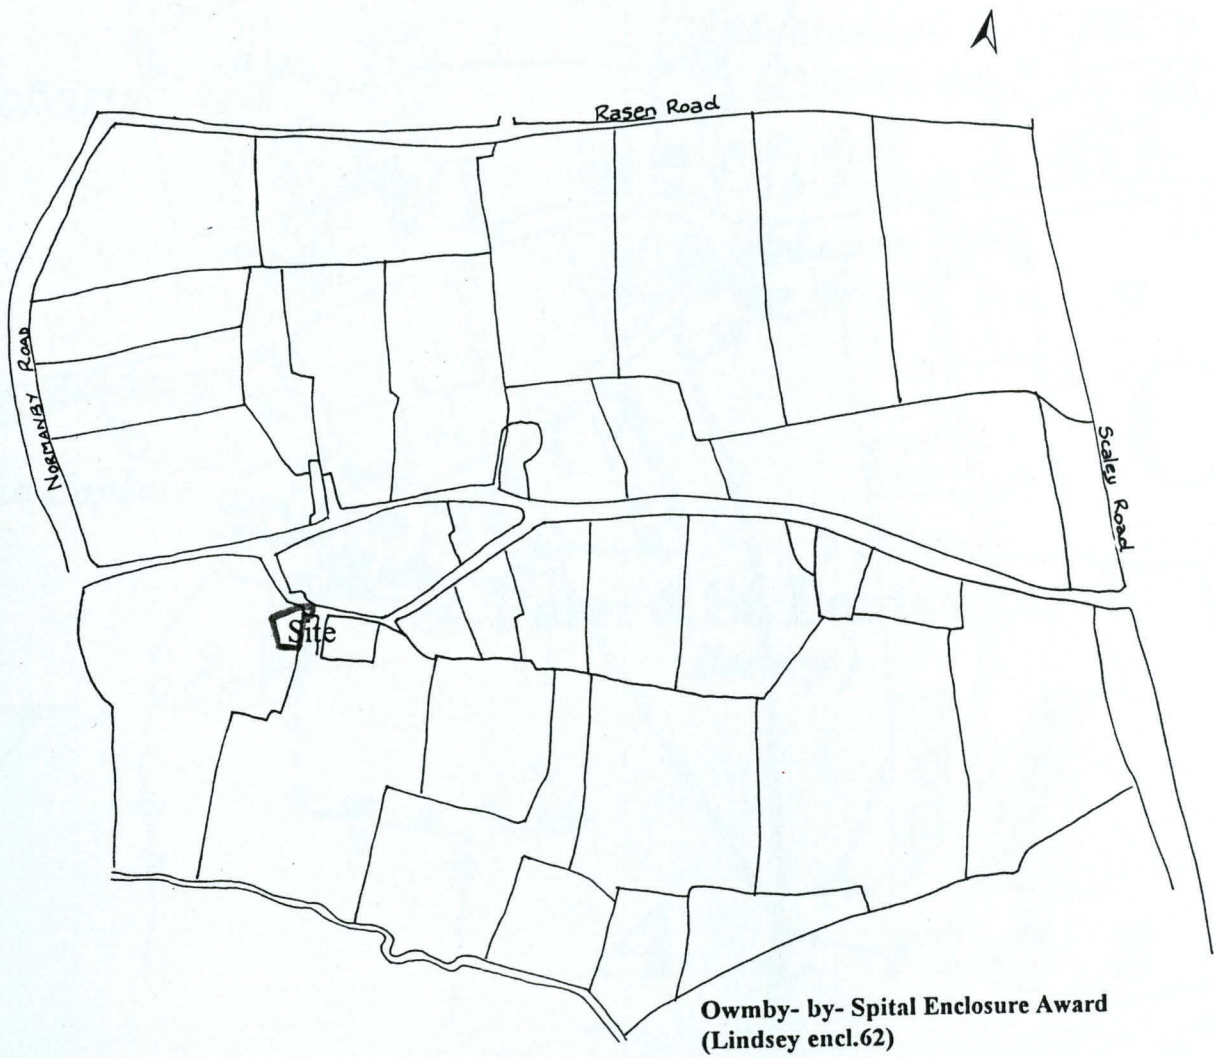 Rasen Road
NORMANBY ROAD
Scaley Road
Site
Owmby- by- Spital Enclosure Award
(Lindsey encl.62)